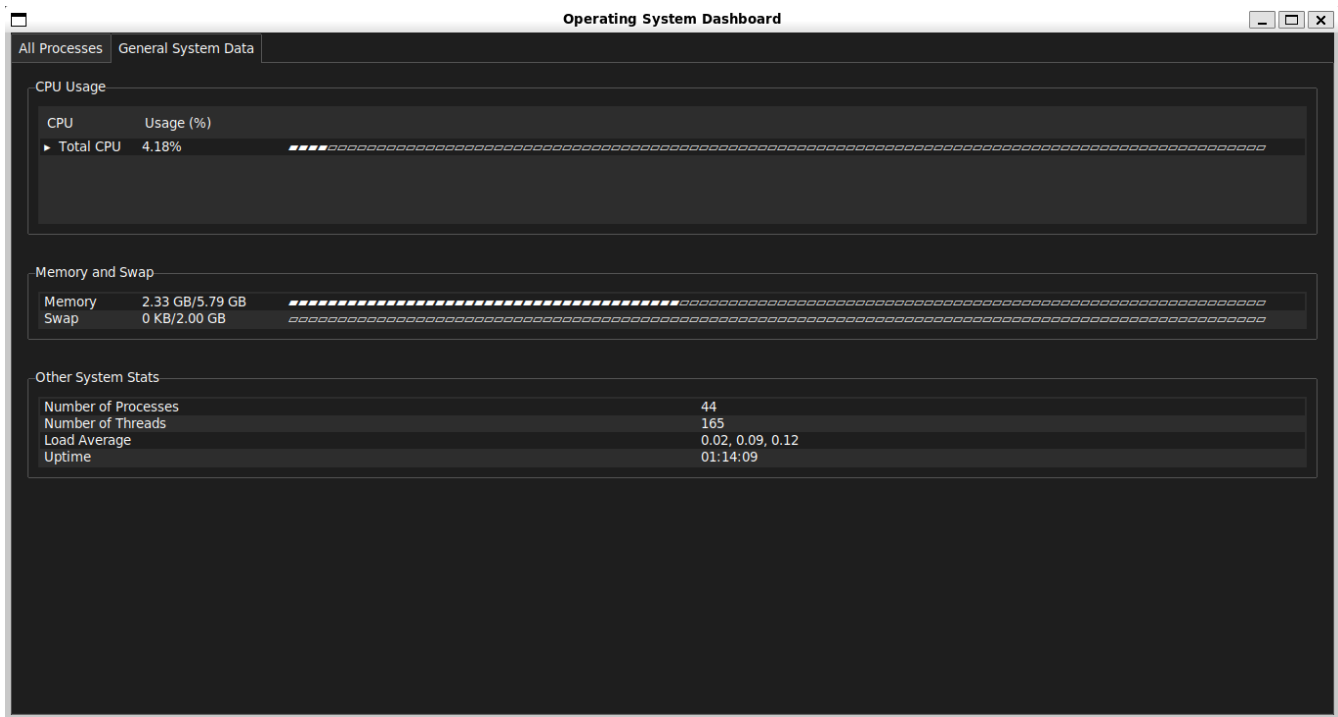 Operating System Dashboard
All Processes General System Data
CPU Usage
CPU Usage (%)
Total CPU 4.18%
Memory and Swap
Memory 2.33 GB/5.79 GB
Swap 0 KB/2.00 GB
Other System Stats
Number of Processes 44
Number of Threads 165
Load Average 0.02, 0.09, 0.12
Uptime 01:14:09